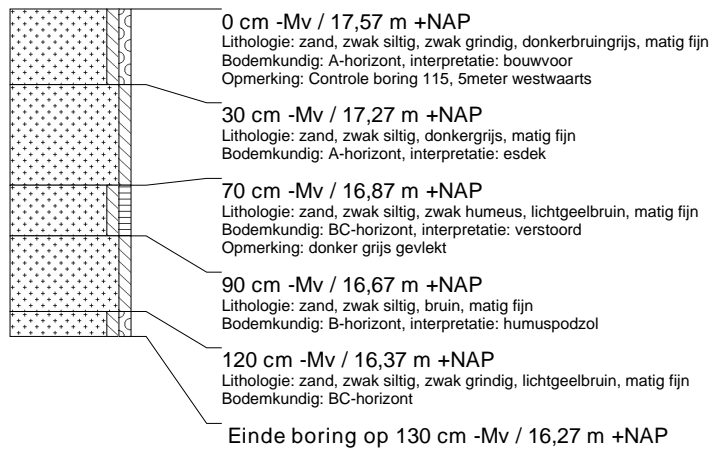 0 cm -Mv / 17,57 m +NAP
Lithologie: zand, zwak siltig, zwak grindig, donkerbruingrijs, matig fijn
Bodemkundig: A-horizont, interpretatie: bouwvoor
Opmerking: Controle boring 115, 5meter westwaarts
30 cm -Mv / 17,27 m +NAP
Lithologie: zand, zwak siltig, donkergrijs, matig fijn
Bodemkundig: A-horizont, interpretatie: esdek
70 cm -Mv / 16,87 m +NAP
Lithologie: zand, zwak siltig, zwak humeus, lichtgeelbruin, matig fijn
Bodemkundig: BC-horizont, interpretatie: verstoord
Opmerking: donker grijs gevlekt
90 cm -Mv / 16,67 m +NAP
Lithologie: zand, zwak siltig, bruin, matig fijn
Bodemkundig: B-horizont, interpretatie: humuspodzol
120 cm -Mv / 16,37 m +NAP
Lithologie: zand, zwak siltig, zwak grindig, lichtgeelbruin, matig fijn
Bodemkundig: BC-horizont
Einde boring op 130 cm -Mv / 16,27 m +NAP